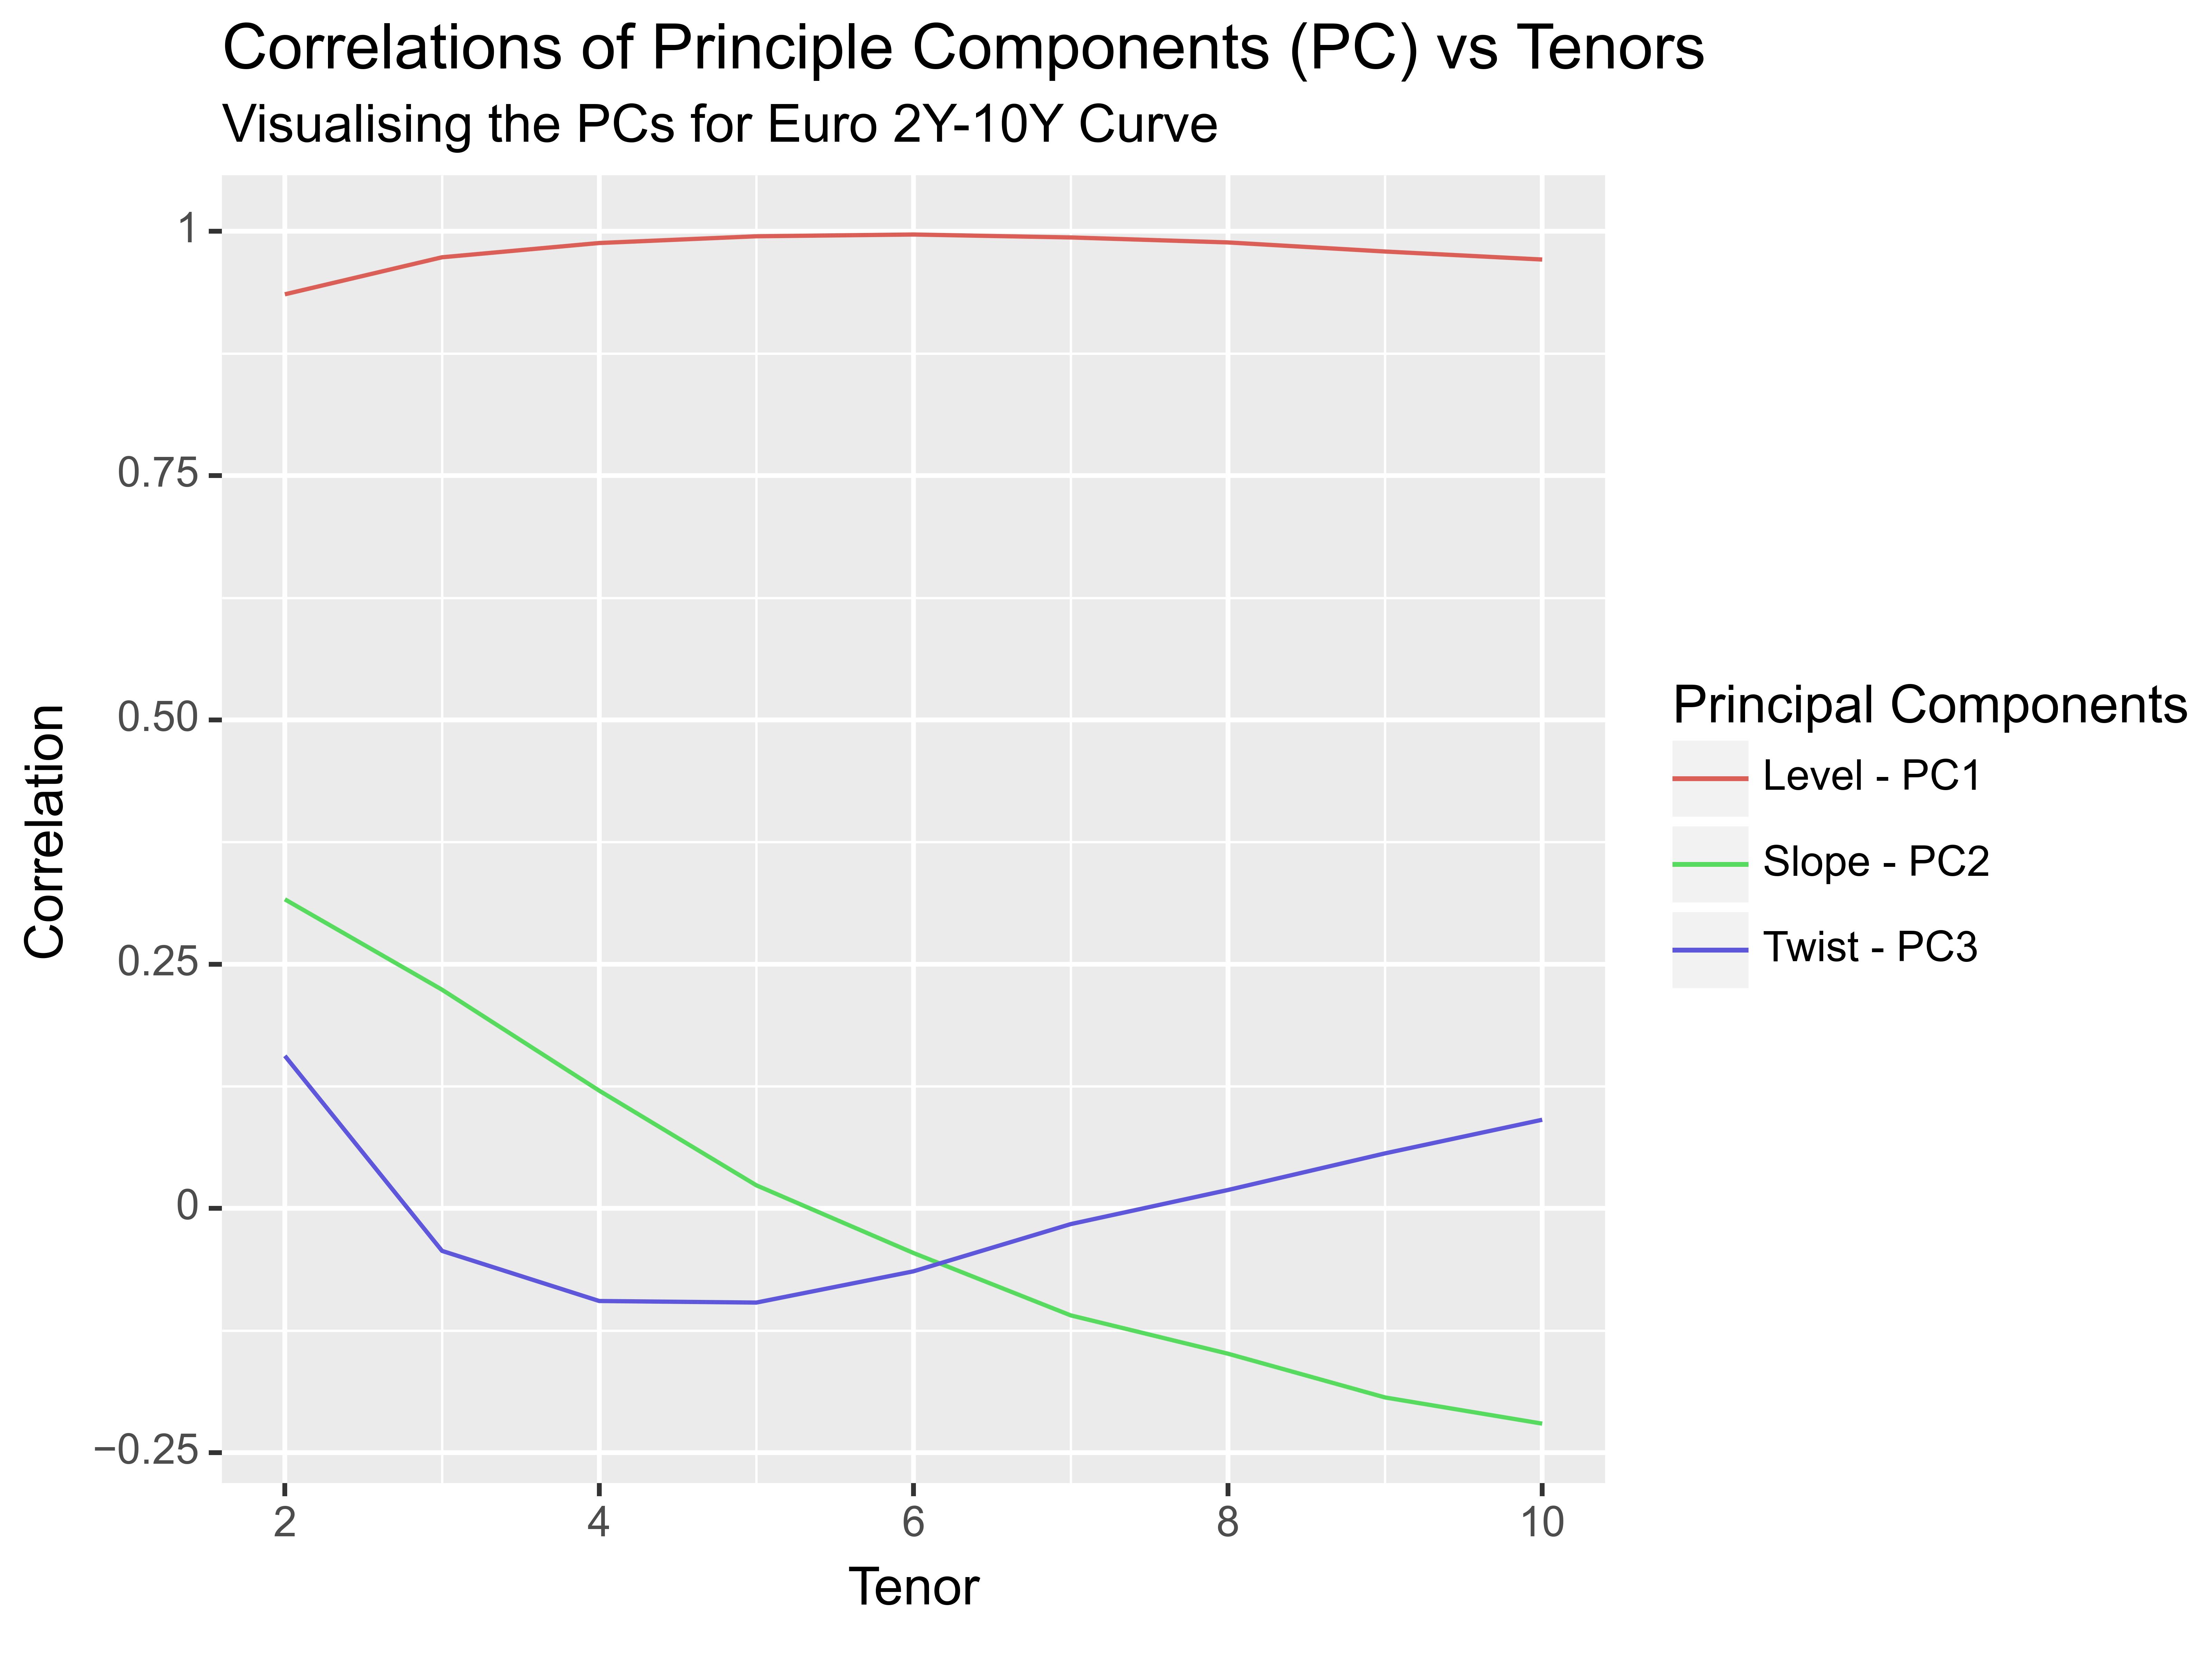 Correlations of Principle Components (PC) vs Tenors
Visualising the PCs for Euro 2Y-10Y Curve
Correlation
1
0.75
0.50
0.25
0
−0.25
2
4
6
8
10
Tenor
Principal Components
Level - PC1
Slope - PC2
Twist - PC3